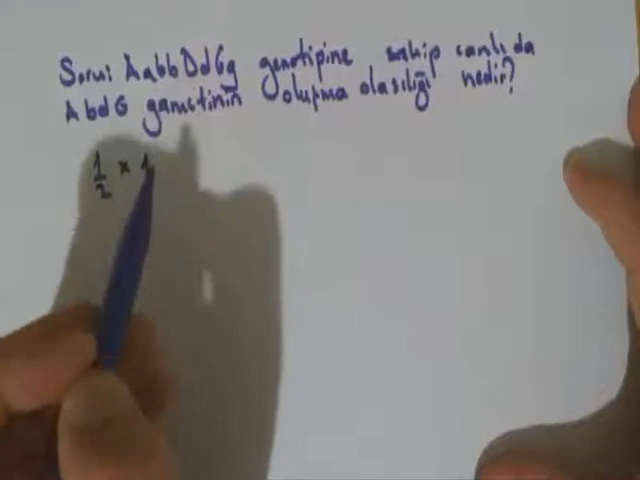 Soru: AabbDdGg genotipine sahip canlıda
AbdG gametinin oluşma olasılığı nedir?
1/2 x 1